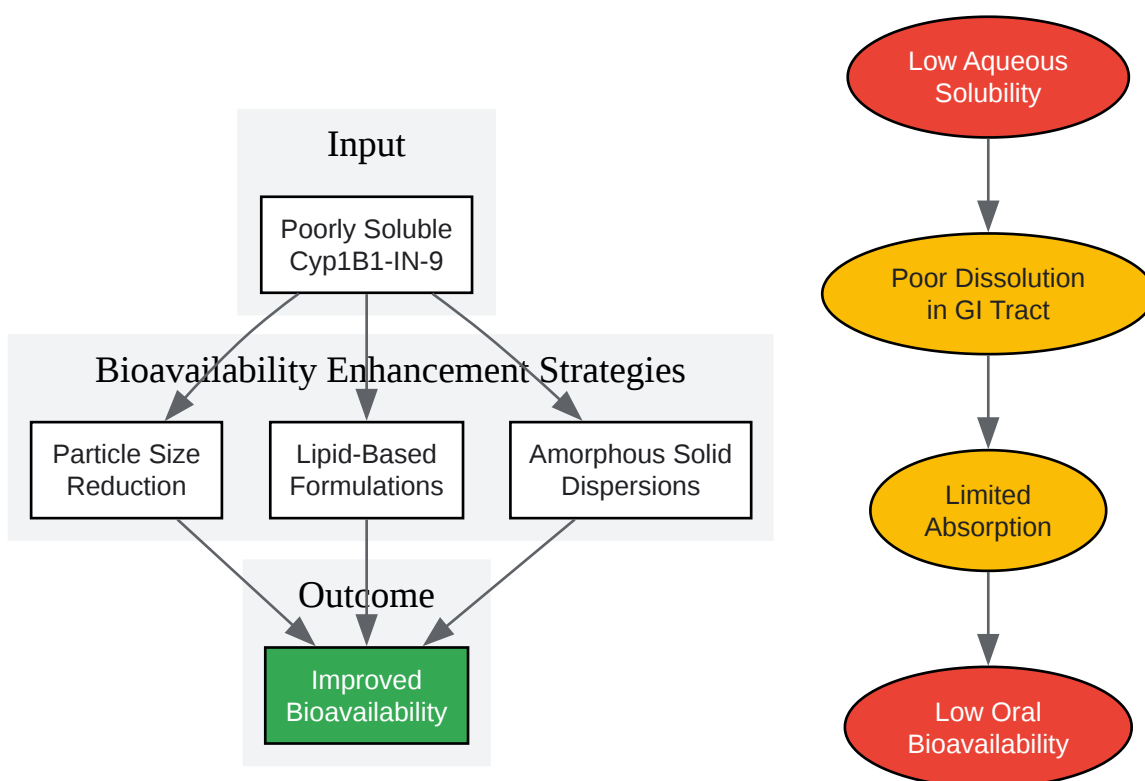 Input
Poorly Soluble
Cyp1B1-IN-9
Bioavailability Enhancement Strategies
Particle Size
Reduction
Lipid-Based
Formulations
Amorphous Solid
Dispersions
Outcome
Improved
Bioavailability
Low Aqueous
Solubility
Poor Dissolution
in GI Tract
Limited
Absorption
Low Oral
Bioavailability